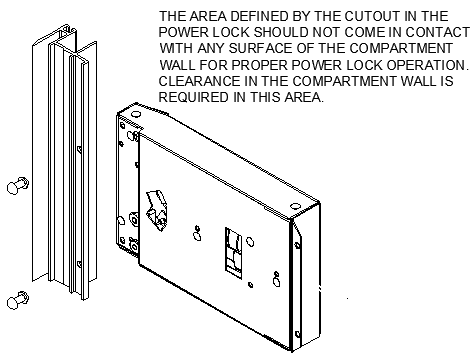 THE AREA DEFINED BY THE CUTOUT IN THE
POWER LOCK SHOULD NOT COME IN CONTACT
WITH ANY SURFACE OF THE COMPARTMENT
WALL FOR PROPER POWER LOCK OPERATION.
CLEARANCE IN THE COMPARTMENT WALL IS
REQUIRED IN THIS AREA.